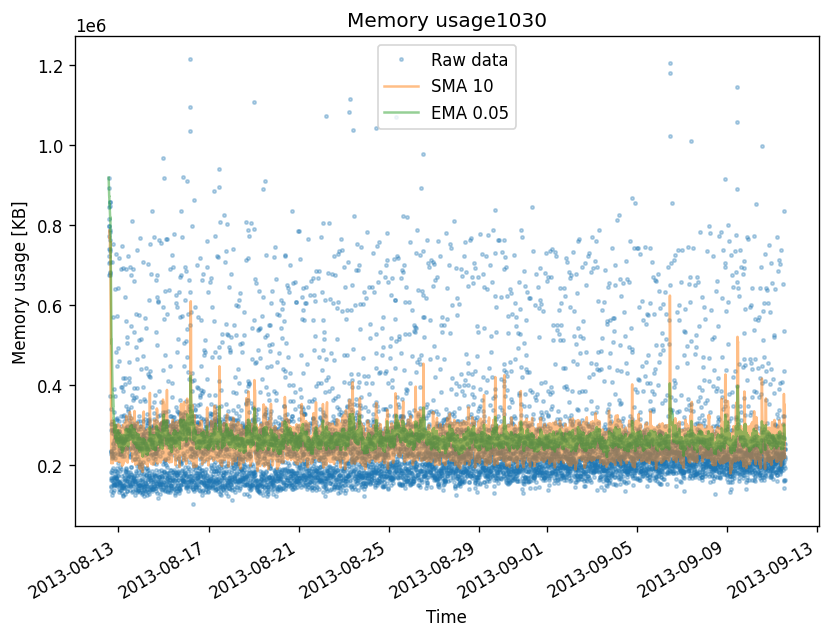 Memory usage1030
1e6
Raw data
SMA 10
EMA 0.05
Memory usage [KB]
1.2
1.0
0.8
0.6
0.4
0.2
2013-08-13
2013-08-17
2013-08-21
2013-08-25
2013-08-29
2013-09-01
2013-09-05
2013-09-09
2013-09-13
Time